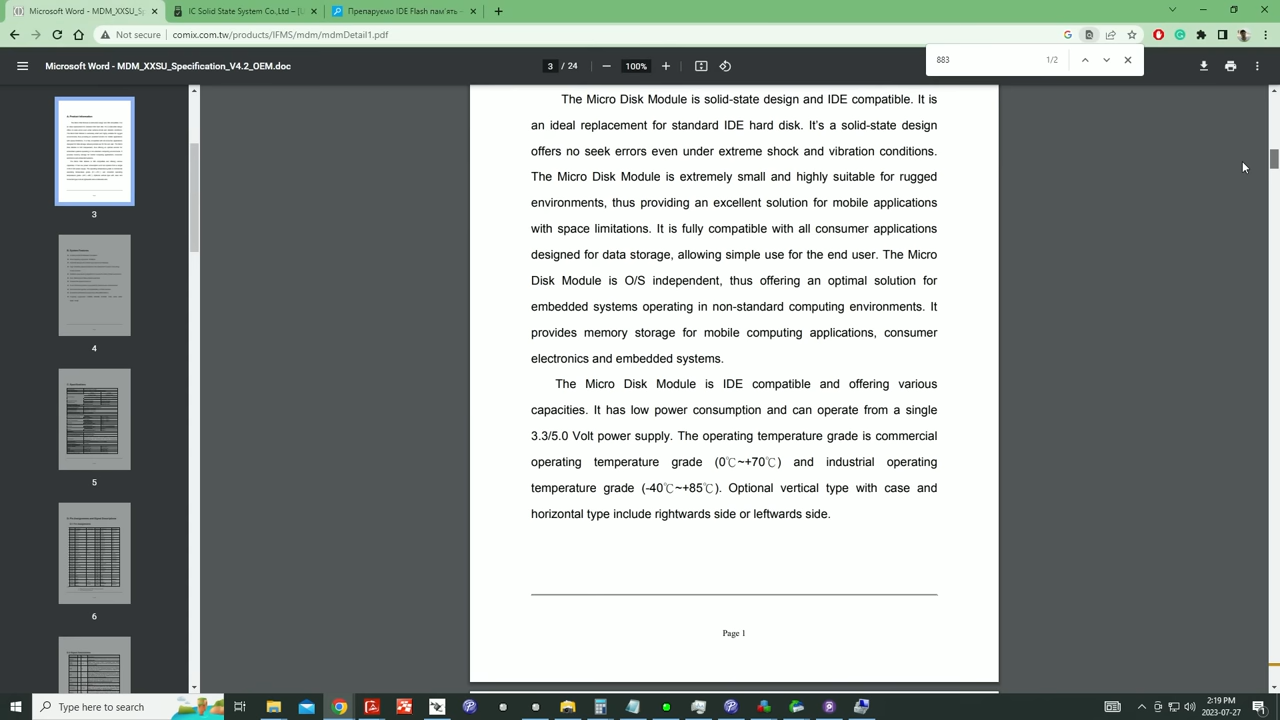 Microsoft Word - MDM_XXSU_S
IC Solid State System Co.,Ltd - [L
Препаруемо IDE Flash пам'ять -
Not secure
comix.com.tw/products/IFMS/mdm/mdmDetail1.pdf
Microsoft Word - MDM_XXSU_Specification_V4.2_OEM.doc
3 / 24
100%
883
1/2
3
4
5
6
The Micro Disk Module is solid-state design and IDE compatible. It is
an ideal replacement for standard IDE hard disk. It's a solid-state design
offers no seek errors even under extreme shock and vibration conditions.
The Micro Disk Module is extremely small and highly suitable for rugged
environments, thus providing an excellent solution for mobile applications
with space limitations. It is fully compatible with all consumer applications
designed for data storage, allowing simple use for the end user. The Micro
Disk Module is O/S independent, thus offering an optimal solution for
embedded systems operating in non-standard computing environments. It
provides memory storage for mobile computing applications, consumer
electronics and embedded systems.
The Micro Disk Module is IDE compatible and offering various
capacities. It has low power consumption and can operate from a single
3.3/5.0 Volt power supply. The operating temperature grade is commercial
operating temperature grade (0℃~+70℃) and industrial operating
temperature grade (-40℃~+85℃). Optional vertical type with case and
horizontal type include rightwards side or leftwards side.
Page 1
Type here to search
2:19 PM
2023-07-27